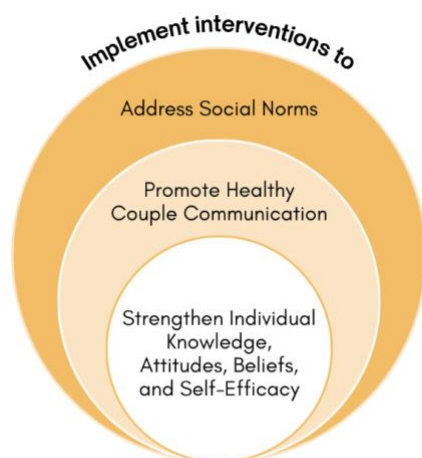 Implement interventions to
Address Social Norms
Promote Healthy
Couple Communication
Strengthen Individual
Knowledge,
Attitudes, Beliefs,
and Self-Efficacy